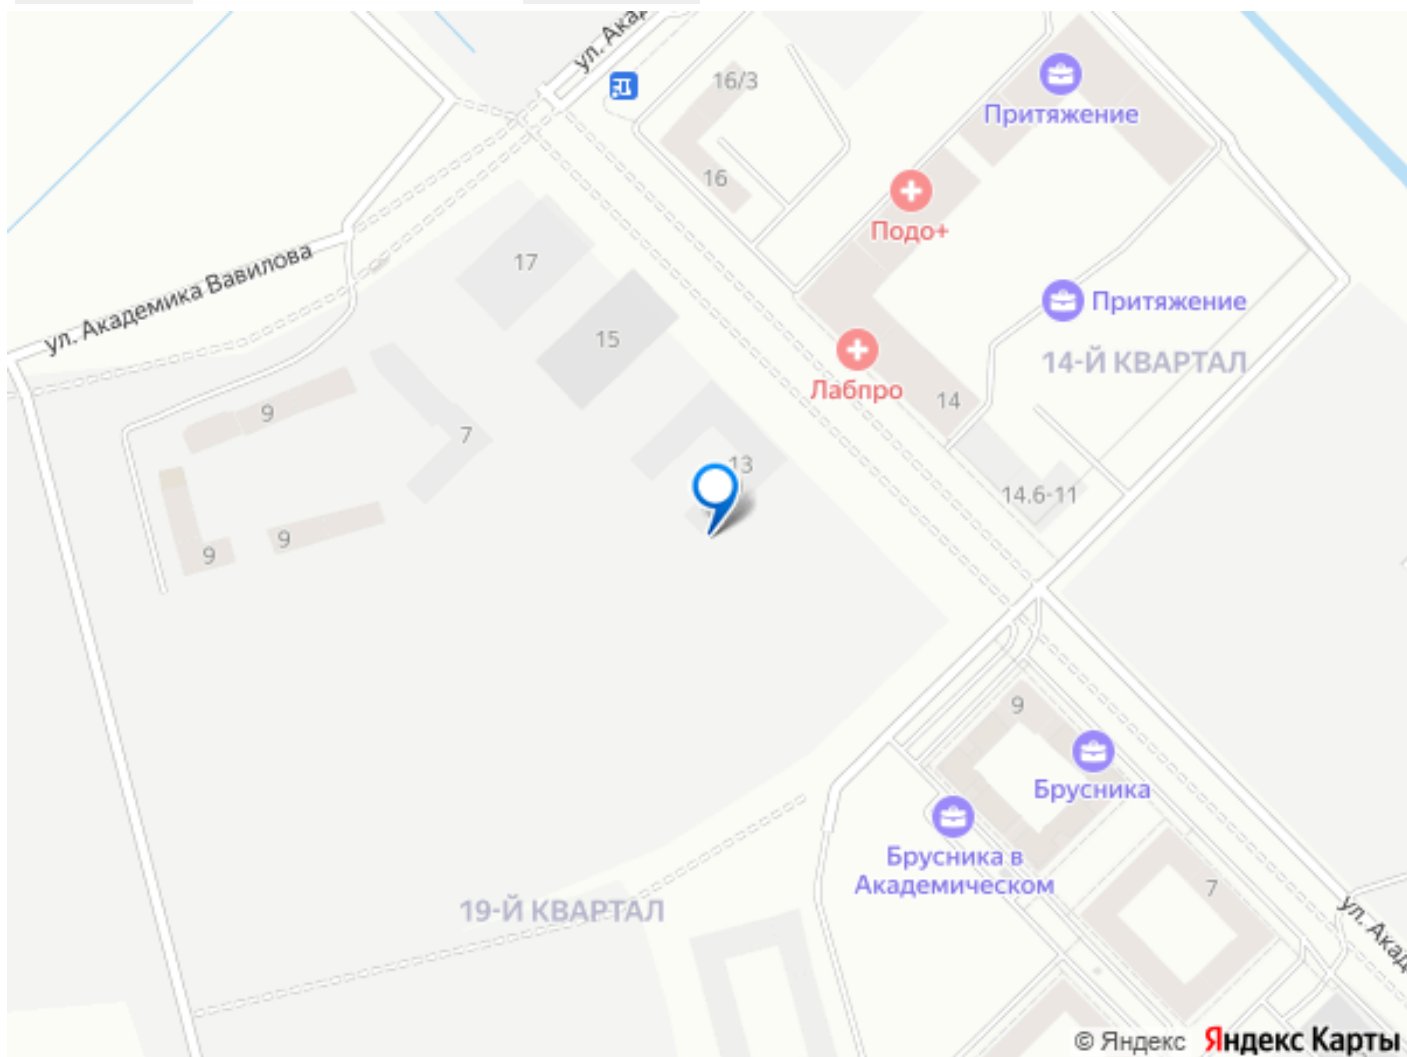 ул. Акад
16/3
Притяжение
16
Подо+
17
ул. Академика Вавилова
Притяжение
15
14-Й КВАРТАЛ
Лабпро
14
9
7
13
14.6-11
9
9
9
Брусника
Брусника в
Академическом
7
19-Й КВАРТАЛ
ул. Акад
© Яндекс Яндекс Карты